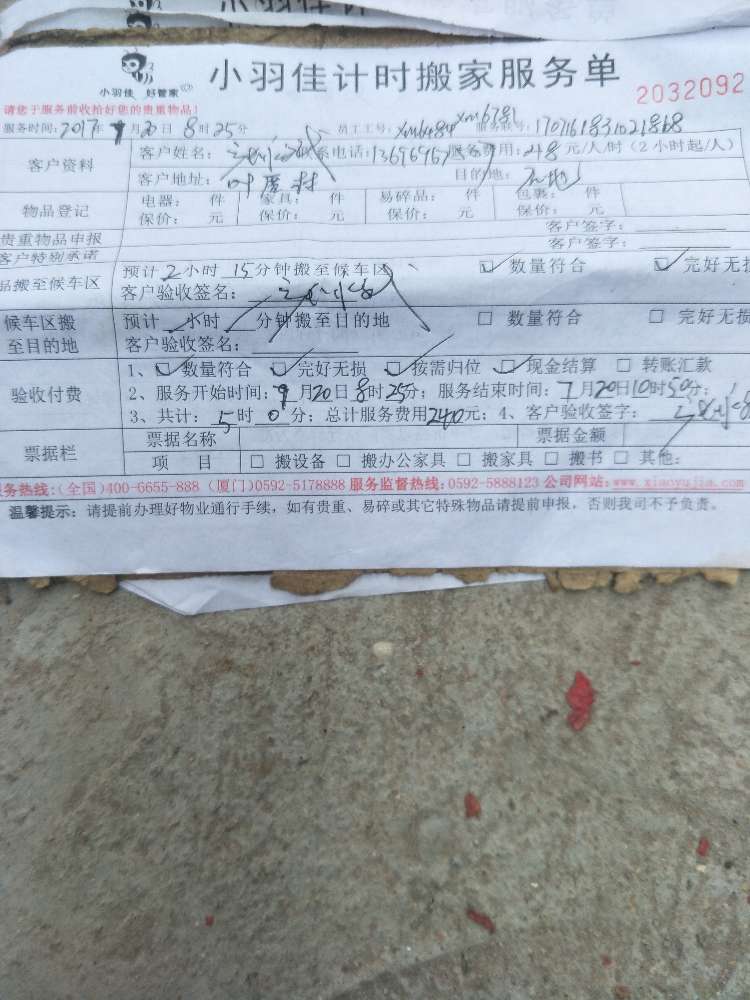 小羽佳 好管家
小羽佳计时搬家服务单
2032092
请您于服务前收拾好您的贵重物品！
服务时间：2017年7月20日8时25分 员工工号：xm6484 xm6781 服务账号：1707161831021868
客户资料 客户姓名： 联系电话： 服务费用：248元/人/时（2小时起/人）
客户地址：叶厝村 目的地：工地
物品登记 电器： 件 家具： 件 易碎品： 件 包裹： 件
保价： 元 保价： 元 保价： 元 保价： 元
贵重物品申报 客户签字：
客户特别承诺 客户签字：
品搬至候车区 预计2小时15分钟搬至候车区 ☑ 数量符合 ☑ 完好无损
客户验收签名：
候车区搬至目的地 预计 小时 分钟搬至目的地 □ 数量符合 □ 完好无损
客户验收签名：
验收付费 1、☑ 数量符合 ☑ 完好无损 ☑ 按需归位 ☑ 现金结算 □ 转账汇款
2、服务开始时间：7月20日8时25分；服务结束时间：7月20日10时50分；
3、共计：5时0分；总计服务费用240元；4、客户验收签字：
票据栏 票据名称 票据金额
项 目 □ 搬设备 □ 搬办公家具 □ 搬家具 □ 搬书 □ 其他：
服务热线：(全国)400-6655-888 (厦门)0592-5178888 服务监督热线：0592-5888123 公司网站：www.xiaoyujia.com
温馨提示：请提前办理好物业通行手续，如有贵重、易碎或其它特殊物品请提前申报，否则我司不予负责。